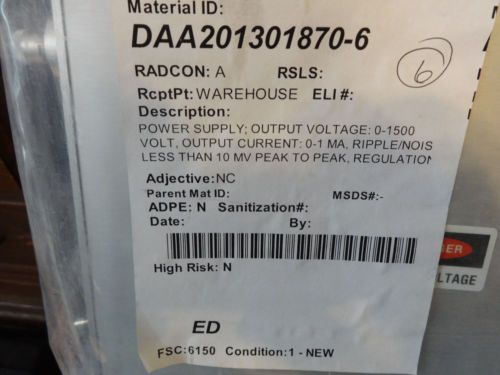 Material ID:
DAA201301870-6
RADCON: A RSLS:
6
RcptPt: WAREHOUSE ELI #:
Description:
POWER SUPPLY; OUTPUT VOLTAGE: 0-1500
VOLT, OUTPUT CURRENT: 0-1 MA, RIPPLE/NOIS
LESS THAN 10 MV PEAK TO PEAK, REGULATION
Adjective:NC
Parent Mat ID: MSDS#:-
ADPE: N Sanitization#:
Date: By:
High Risk: N
GER
LTAGE
ED
FSC:6150 Condition:1 - NEW